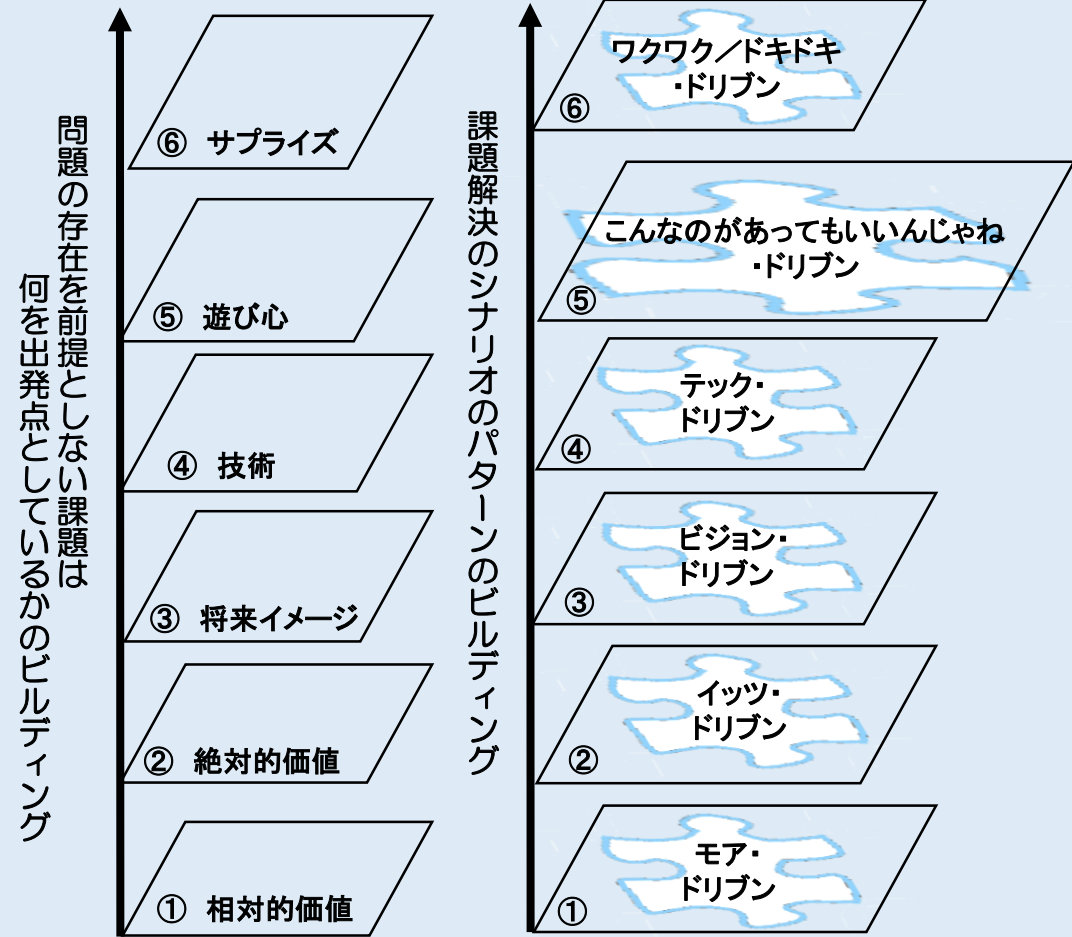 問題の存在を前提としない課題は
何を出発点としているかのビルディング
⑥ サプライズ
⑤ 遊び心
④ 技術
③ 将来イメージ
② 絶対的価値
① 相対的価値
課題解決のシナリオのパターンのビルディング
ワクワク／ドキドキ
・ドリブン
⑥
こんなのがあってもいいんじゃね
・ドリブン
⑤
テック・
ドリブン
④
ビジョン・
ドリブン
③
イッツ・
ドリブン
②
モア・
ドリブン
①